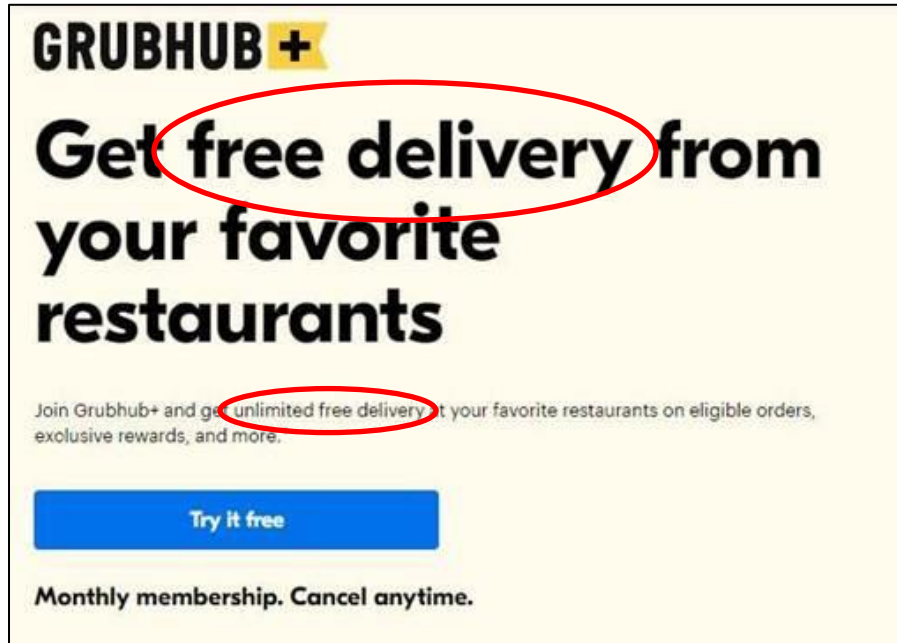 GRUBHUB+
Get free delivery from
your favorite
restaurants
Join Grubhub+ and get unlimited free delivery at your favorite restaurants on eligible orders,
exclusive rewards, and more.
Try it free
Monthly membership. Cancel anytime.